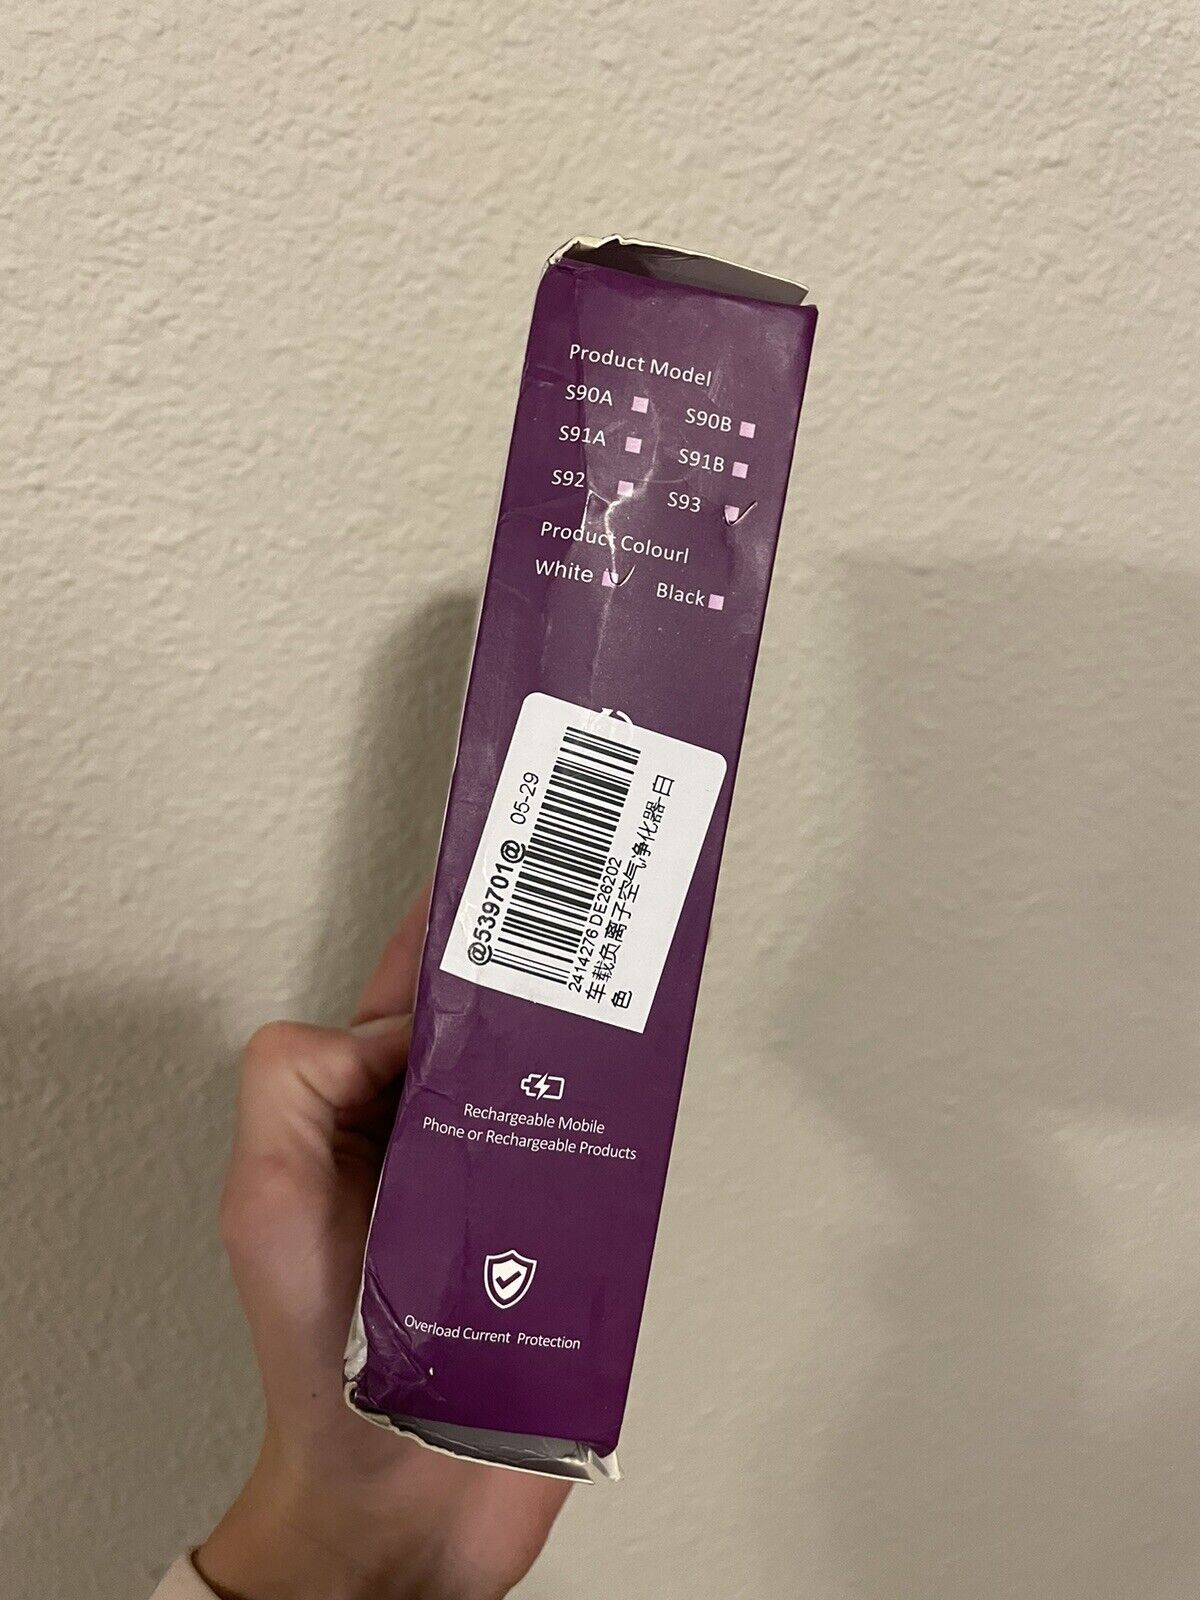 Product Model
S90A S90B
S91A S91B
S92 S93
Product Colourl
White Black
@539701@ 05-29
2414276 DE26202
车载负离子空气净化器-白
色
Rechargeable Mobile
Phone or Rechargeable Products
Overload Current Protection